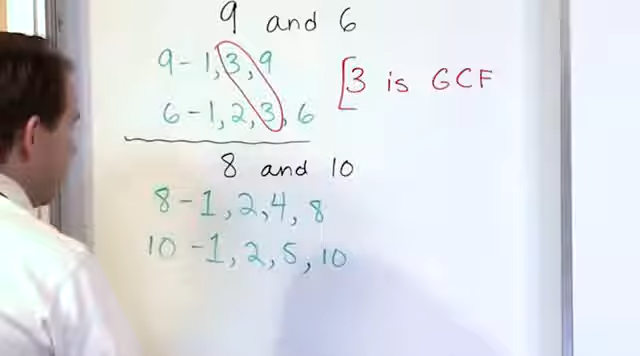 9 and 6
9 - 1, 3, 9
6 - 1, 2, 3, 6
[3 is GCF
8 and 10
8 - 1, 2, 4, 8
10 - 1, 2, 5, 10